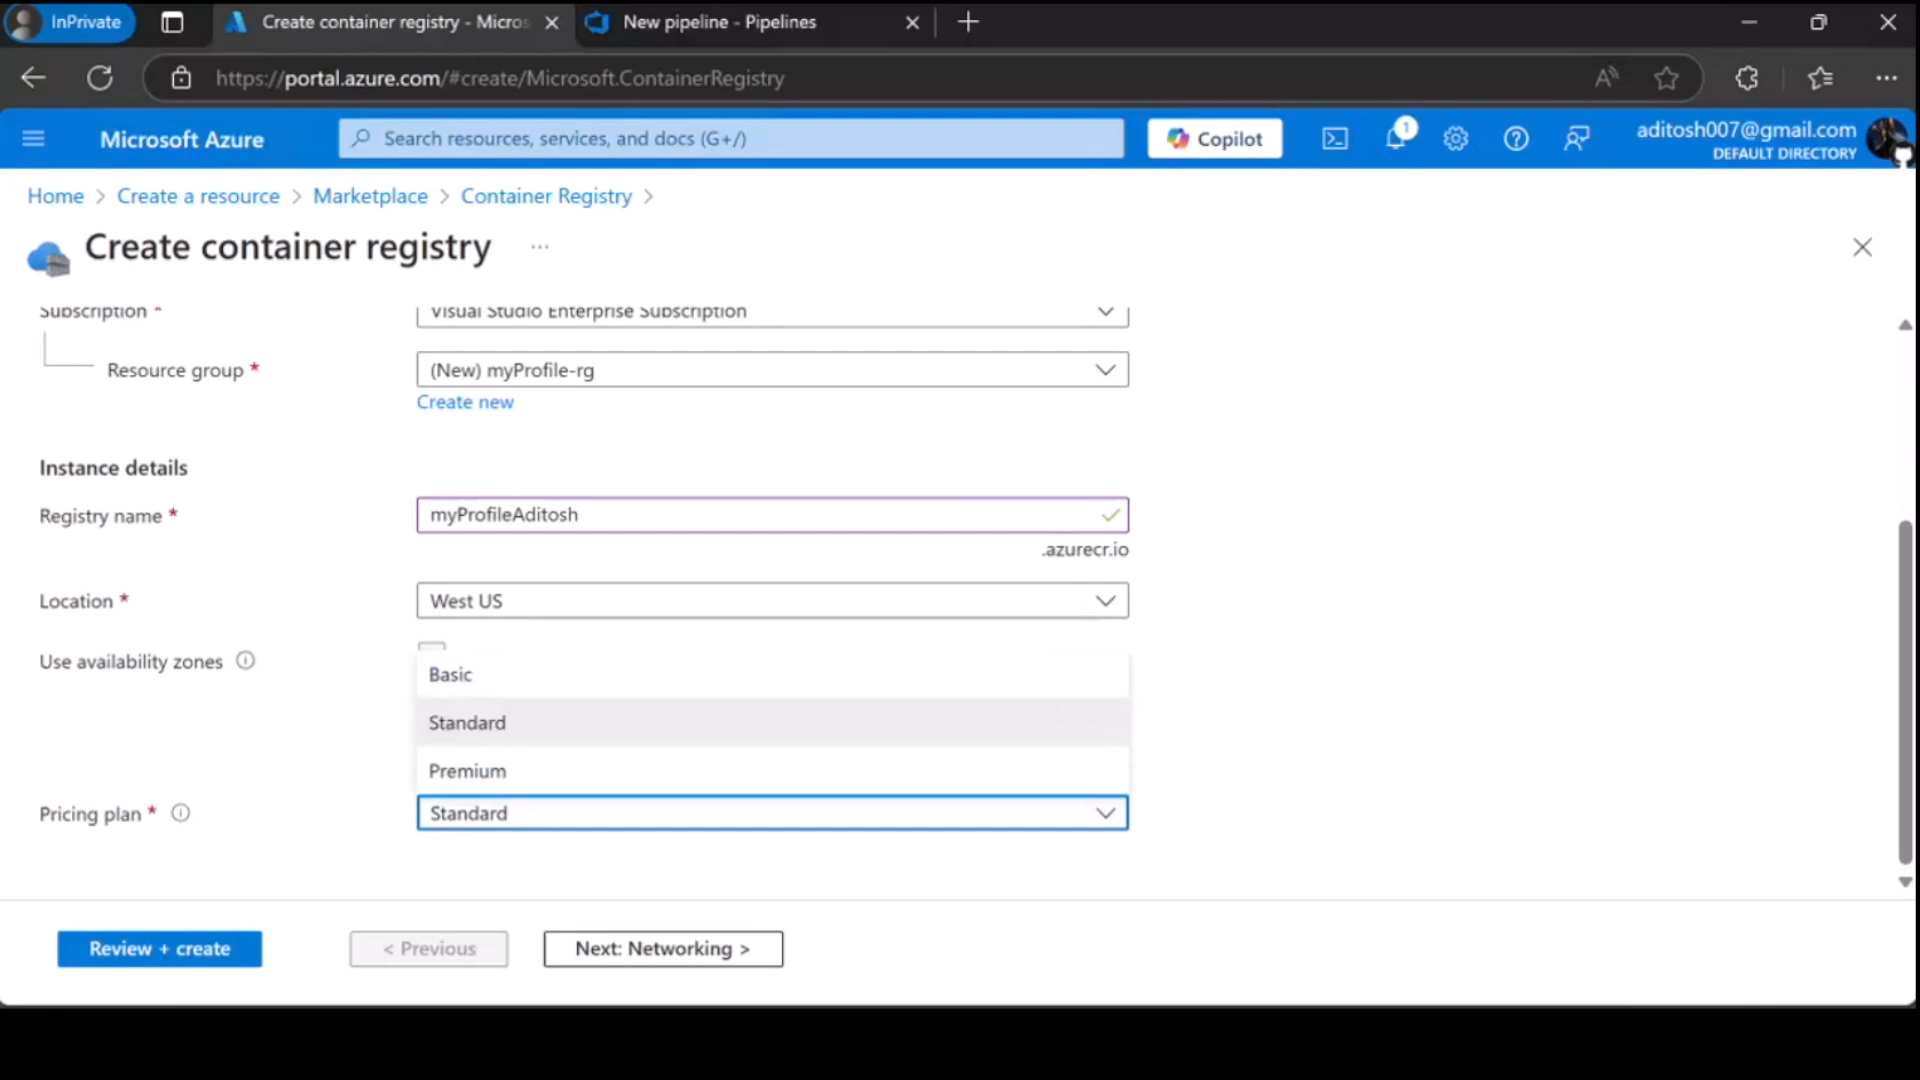 InPrivate
Create container registry - Micros
New pipeline - Pipelines
https://portal.azure.com/#create/Microsoft.ContainerRegistry
Microsoft Azure
Search resources, services, and docs (G+/)
Copilot
1
aditosh007@gmail.com
DEFAULT DIRECTORY
Home > Create a resource > Marketplace > Container Registry >
Create container registry ...
Subscription * Visual Studio Enterprise Subscription
Resource group * (New) myProfile-rg
Create new
Instance details
Registry name * myProfileAditosh
.azurecr.io
Location * West US
Use availability zones
Basic
Standard
Premium
Pricing plan * Standard
Review + create
< Previous
Next: Networking >